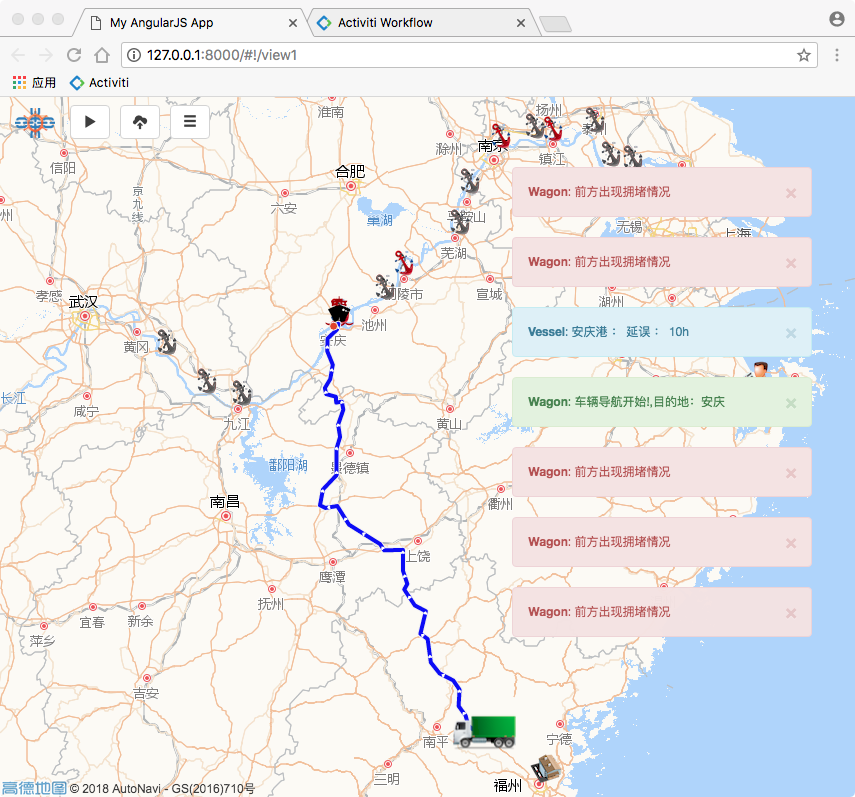 My AngularJS App
Activiti Workflow
127.0.0.1:8000/#!/view1
应用
Activiti
淮南
扬州
泰州
滁州
南京
镇江
信阳
合肥
六安
京九线
州
巢湖
马鞍山
无锡
上海
芜湖
Wagon: 前方出现拥堵情况
Wagon: 前方出现拥堵情况
孝感
武汉
铜陵市
宣城
湖州
池州
安庆
黄冈
Vessel: 安庆港： 延误： 10h
长江
咸宁
九江
黄山
Wagon: 车辆导航开始!,目的地：安庆
鄱阳湖
景德镇
Wagon: 前方出现拥堵情况
南昌
衢州
上饶
Wagon: 前方出现拥堵情况
鹰潭
抚州
宜春
新余
萍乡
Wagon: 前方出现拥堵情况
吉安
南平
宁德
三明
福州
高德地图 © 2018 AutoNavi - GS(2016)710号